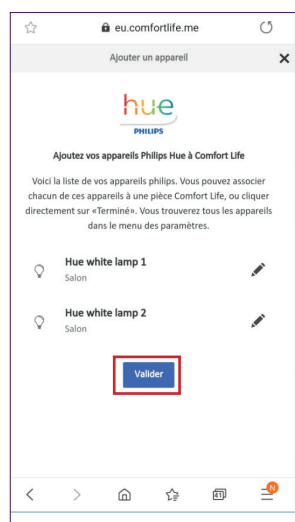 eu.comfortlife.me
Ajouter un appareil
hue
PHILIPS
Ajoutez vos appareils Philips Hue à Comfort Life
Voici la liste de vos appareils philips. Vous pouvez associer
chacun de ces appareils à une pièce Comfort Life, ou cliquer
directement sur «Terminé». Vous trouverez tous les appareils
dans le menu des paramètres.
Hue white lamp 1
Salon
Hue white lamp 2
Salon
Valider
41
N